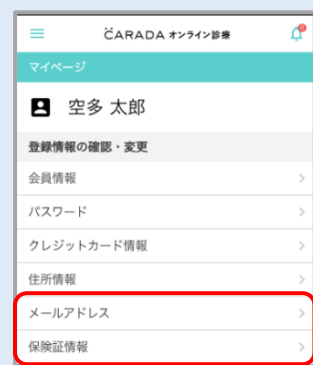 CARADA オンライン診療
マイページ
空多 太郎
登録情報の確認・変更
会員情報
パスワード
クレジットカード情報
住所情報
メールアドレス
保険証情報